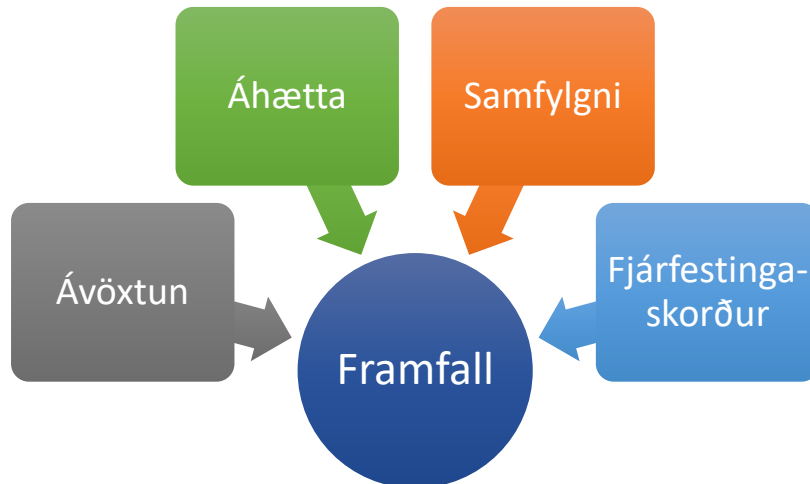 Áhætta
Samfylgni
Ávöxtun
Fjárfestinga-
skorður
Framfall